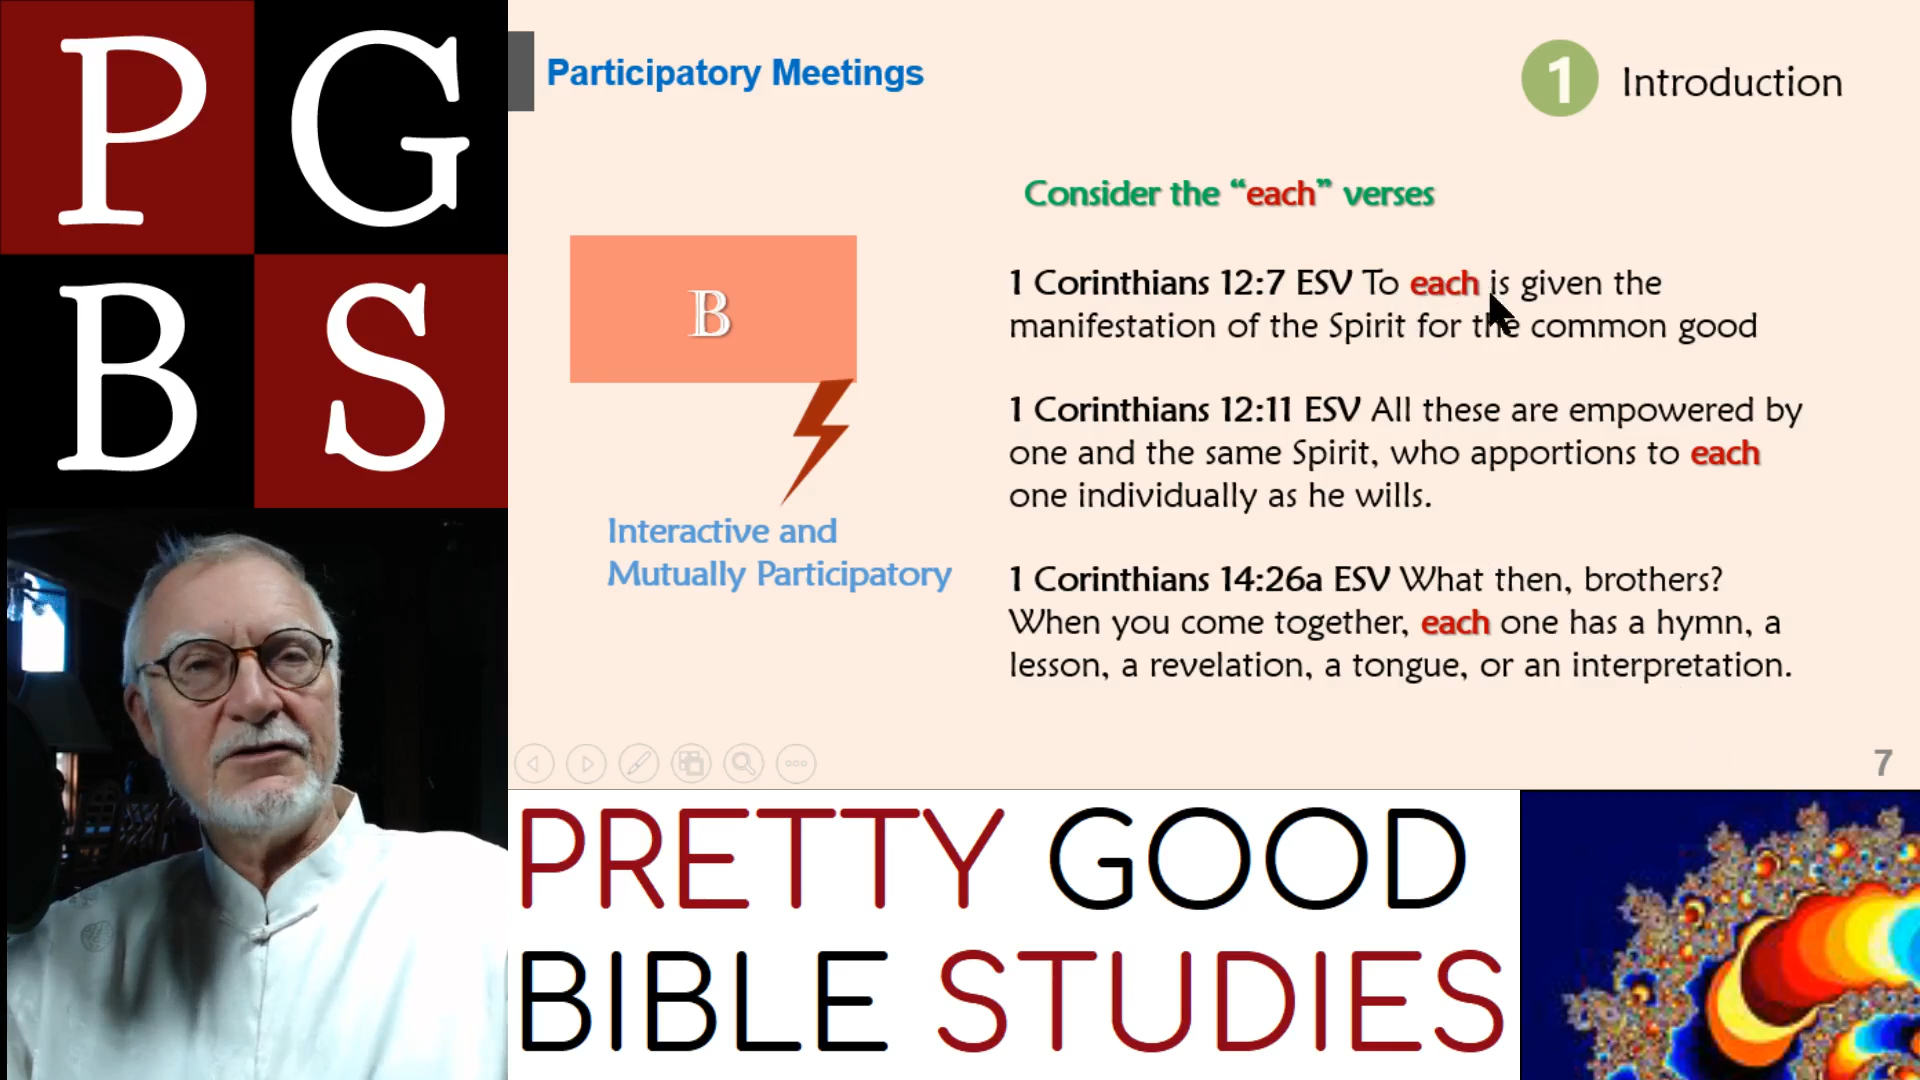 P G
B S
Participatory Meetings
1 Introduction
Consider the “each” verses
B
Interactive and
Mutually Participatory
1 Corinthians 12:7 ESV To each is given the
manifestation of the Spirit for the common good
1 Corinthians 12:11 ESV All these are empowered by
one and the same Spirit, who apportions to each
one individually as he wills.
1 Corinthians 14:26a ESV What then, brothers?
When you come together, each one has a hymn, a
lesson, a revelation, a tongue, or an interpretation.
7
PRETTY GOOD
BIBLE STUDIES